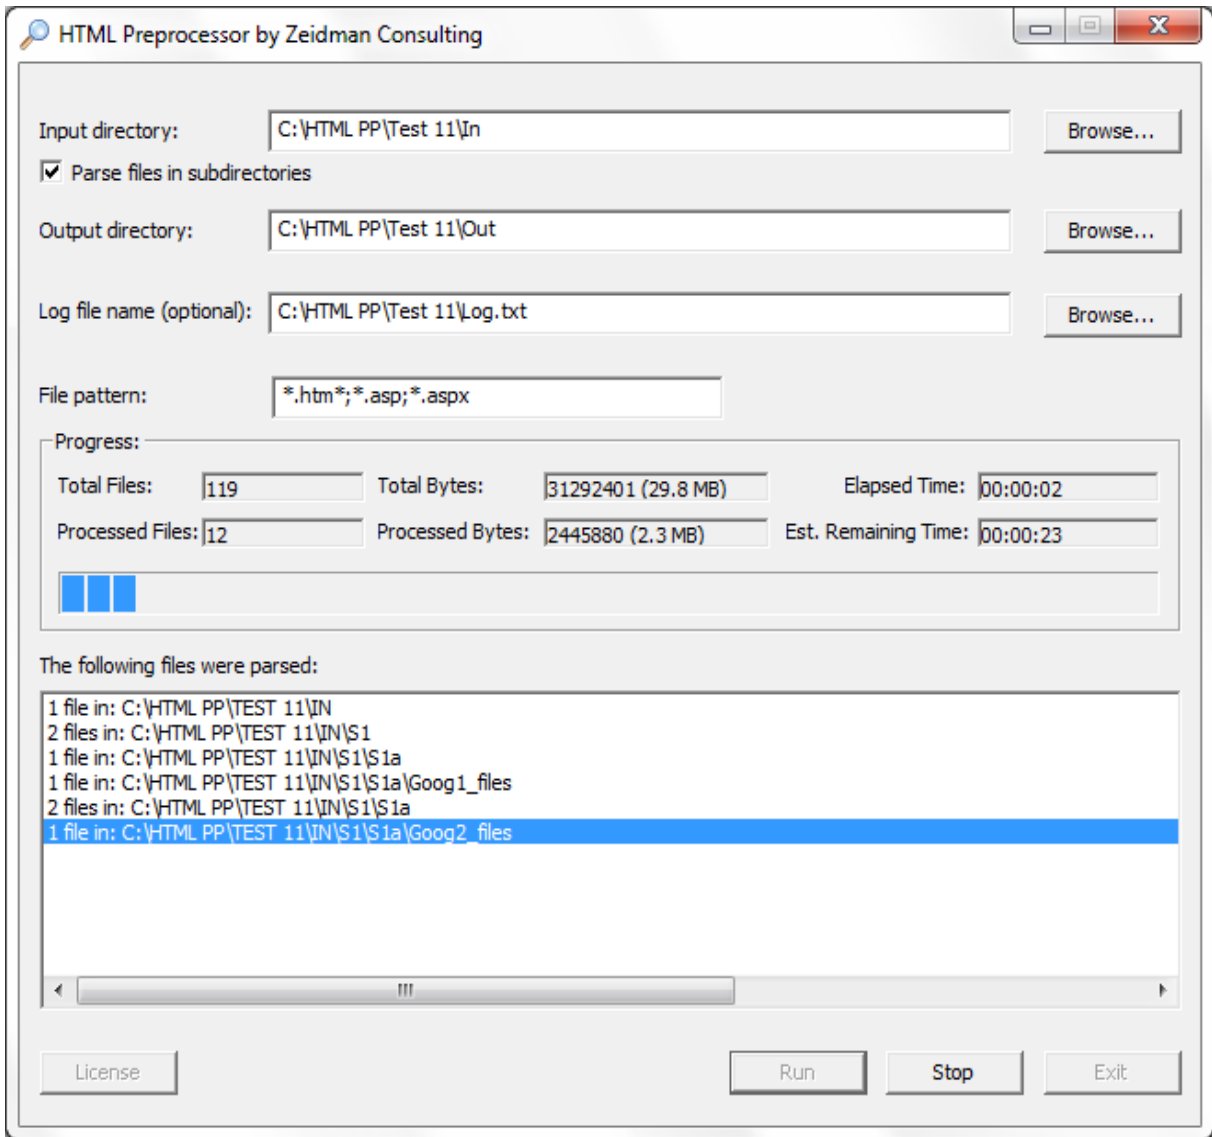 HTML Preprocessor by Zeidman Consulting
Input directory: C:\HTML PP\Test 11\In Browse...
Parse files in subdirectories
Output directory: C:\HTML PP\Test 11\Out Browse...
Log file name (optional): C:\HTML PP\Test 11\Log.txt Browse...
File pattern: *.htm*;*.asp;*.aspx
Progress:
Total Files: 119 Total Bytes: 31292401 (29.8 MB) Elapsed Time: 00:00:02
Processed Files: 12 Processed Bytes: 2445880 (2.3 MB) Est. Remaining Time: 00:00:23
The following files were parsed:
1 file in: C:\HTML PP\TEST 11\IN
2 files in: C:\HTML PP\TEST 11\IN\S1
1 file in: C:\HTML PP\TEST 11\IN\S1\S1a
1 file in: C:\HTML PP\TEST 11\IN\S1\S1a\Goog1_files
2 files in: C:\HTML PP\TEST 11\IN\S1\S1a
1 file in: C:\HTML PP\TEST 11\IN\S1\S1a\Goog2_files
License Run Stop Exit